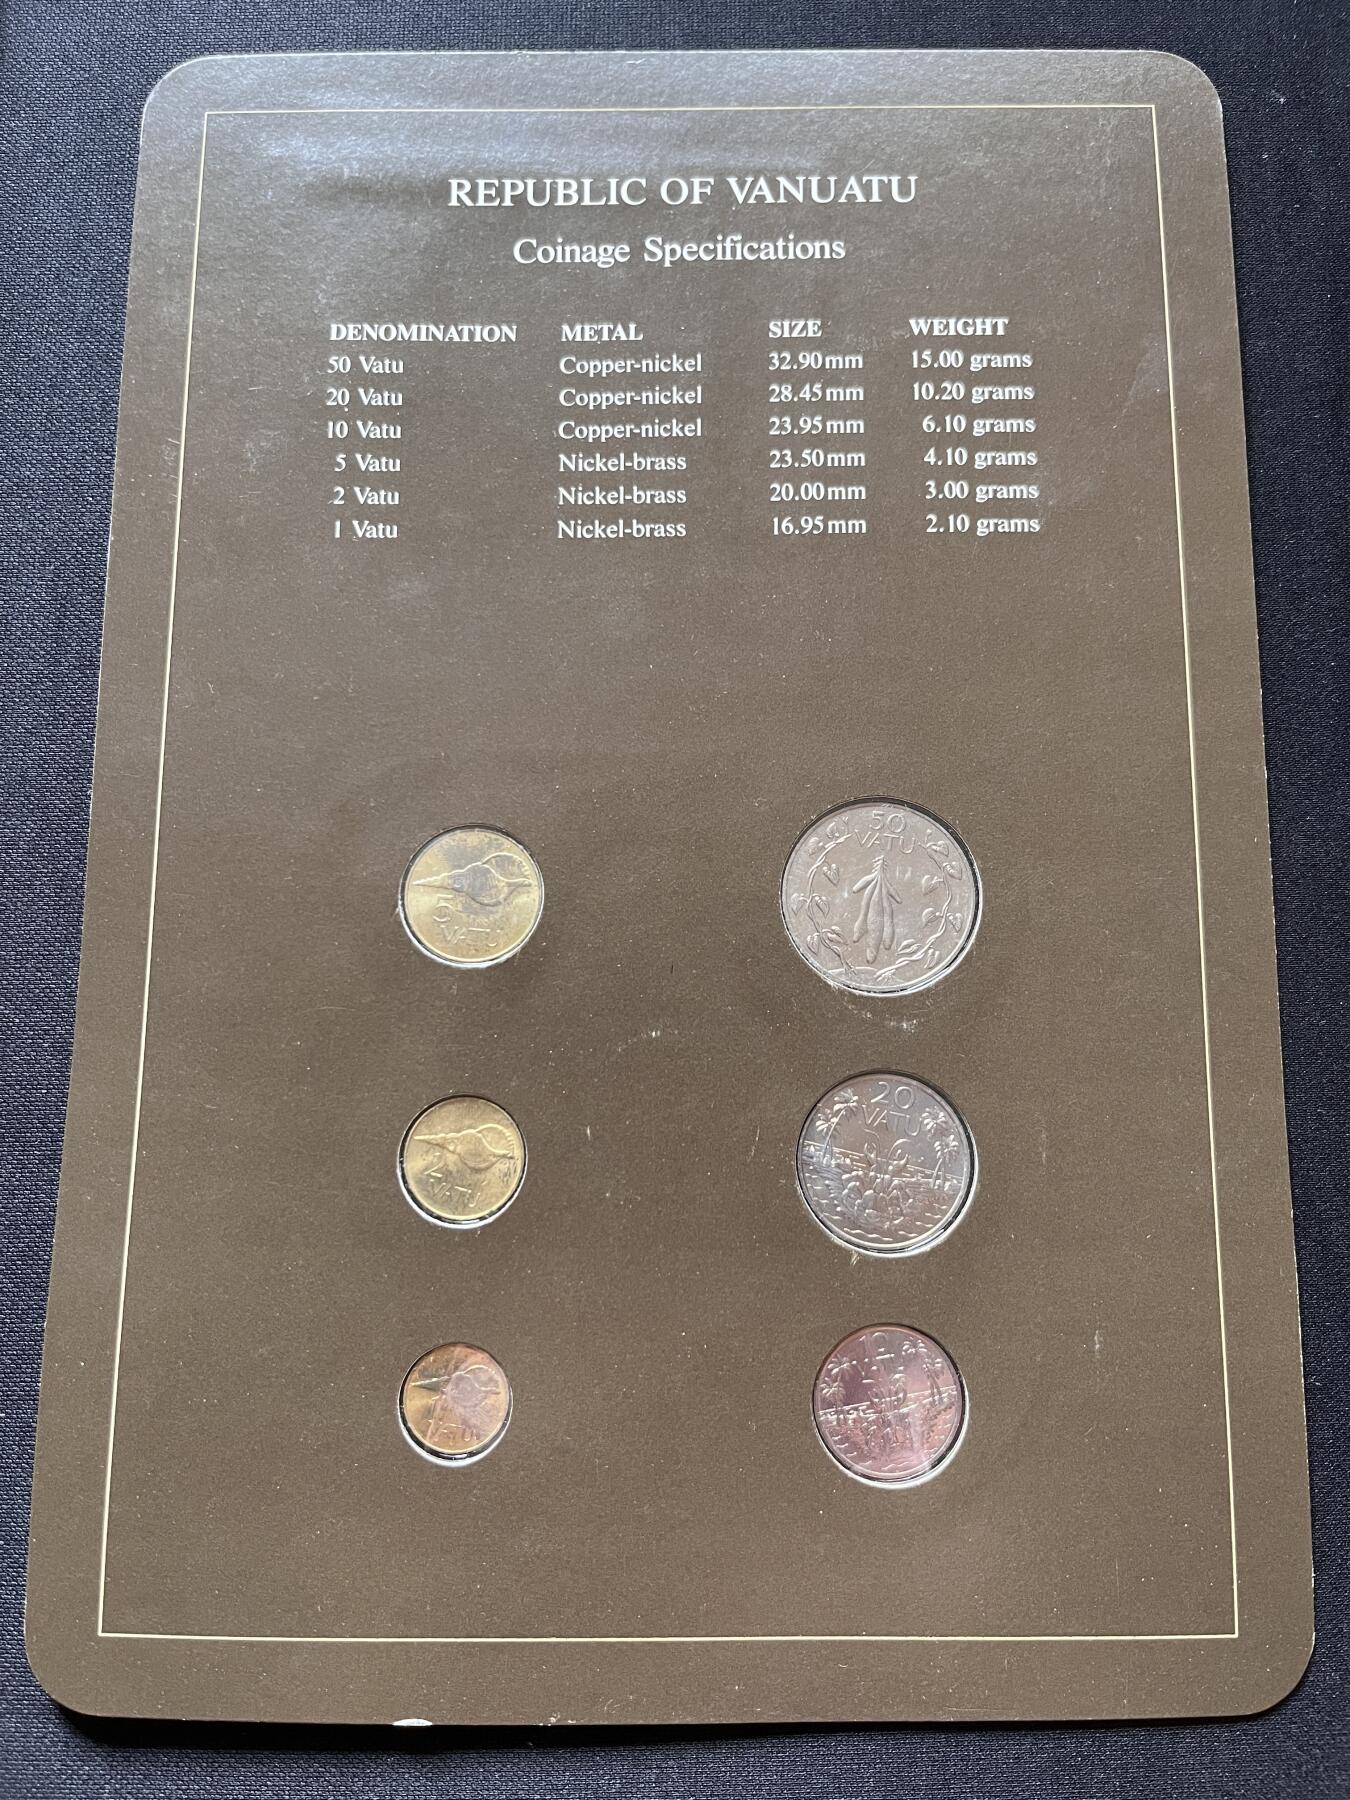 REPUBLIC OF VANUATU
Coinage Specifications
DENOMINATION METAL SIZE WEIGHT
50 Vatu Copper-nickel 32.90mm 15.00 grams
20 Vatu Copper-nickel 28.45mm 10.20 grams
10 Vatu Copper-nickel 23.95mm 6.10 grams
5 Vatu Nickel-brass 23.50mm 4.10 grams
2 Vatu Nickel-brass 20.00mm 3.00 grams
1 Vatu Nickel-brass 16.95mm 2.10 grams
50
VATU
5
VATU
20
VATU
VATU
10
VATU